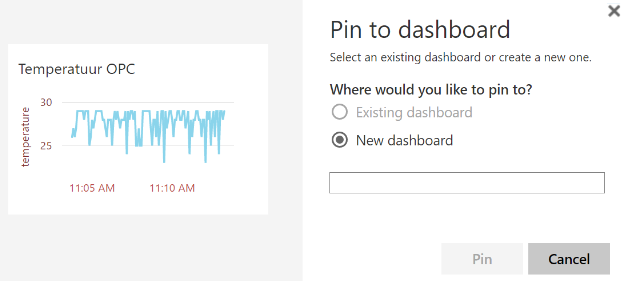 Temperatuur OPC
temperature
30
25
11:05 AM
11:10 AM
Pin to dashboard
Select an existing dashboard or create a new one.
Where would you like to pin to?
Existing dashboard
New dashboard
Pin
Cancel